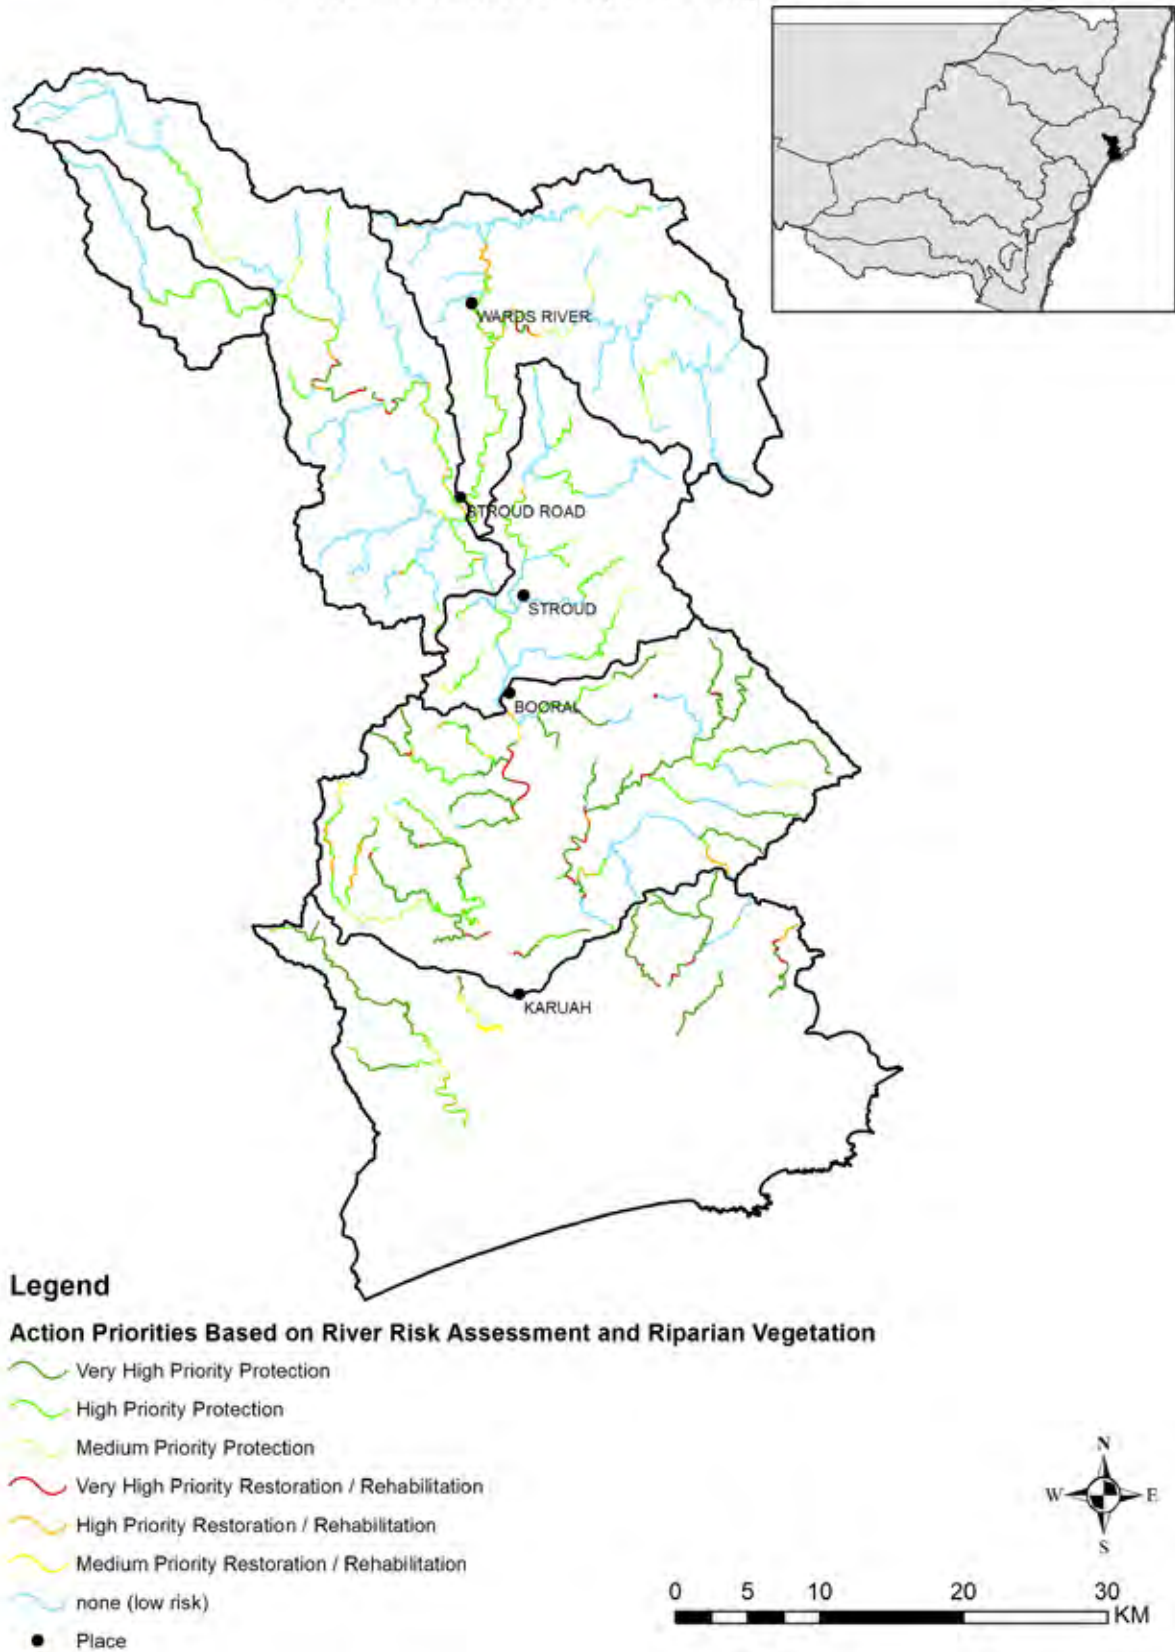 WARDS RIVER
STROUD ROAD
STROUD
BOORAL
KARUAH
Legend
Action Priorities Based on River Risk Assessment and Riparian Vegetation
Very High Priority Protection
High Priority Protection
Medium Priority Protection
Very High Priority Restoration / Rehabilitation
High Priority Restoration / Rehabilitation
Medium Priority Restoration / Rehabilitation
none (low risk)
Place
N
W E
S
0 5 10 20 30
KM